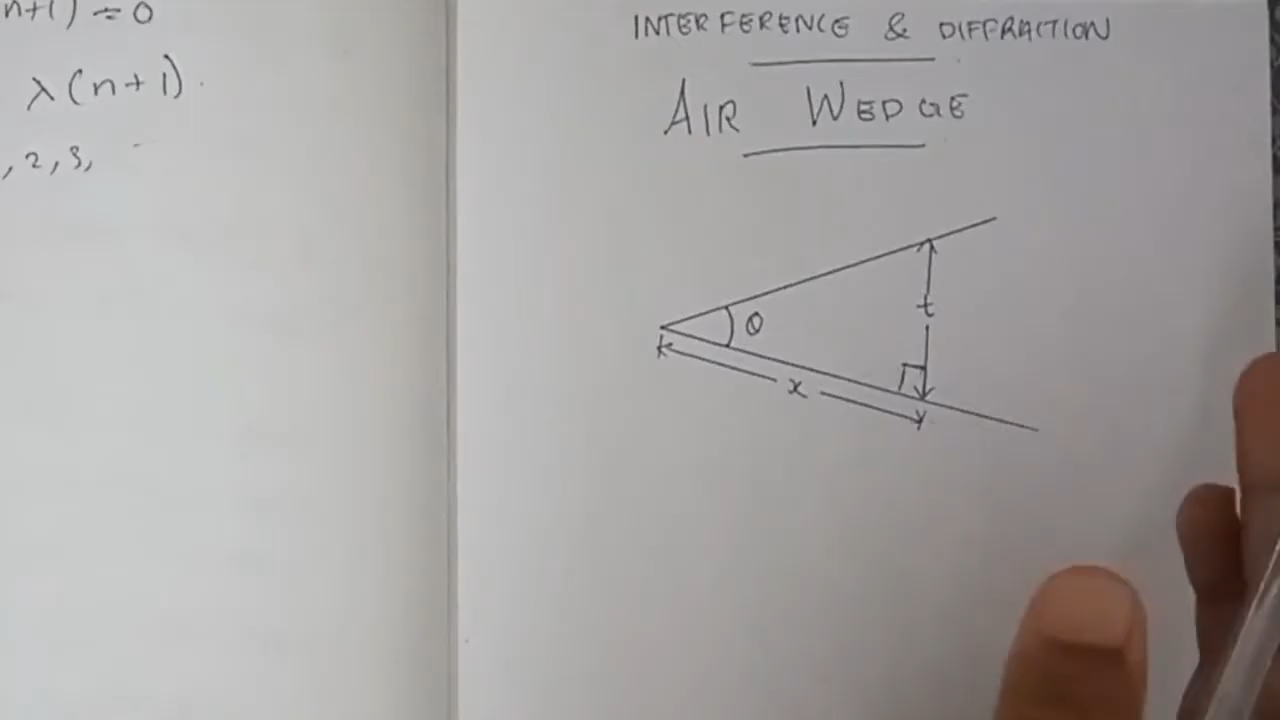 n+1) = 0
λ(n+1).
, 2, 3,
INTERFERENCE & DIFFRACTION
AIR WEDGE
θ
t
x